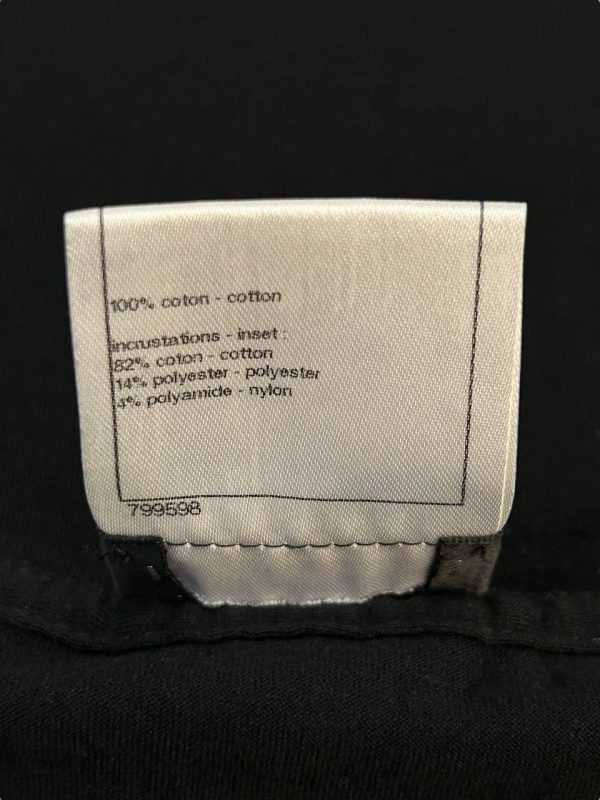 100% coton - cotton
incrustations - inset :
82% coton - cotton
14% polyester - polyester
4% polyamide - nylon
799598